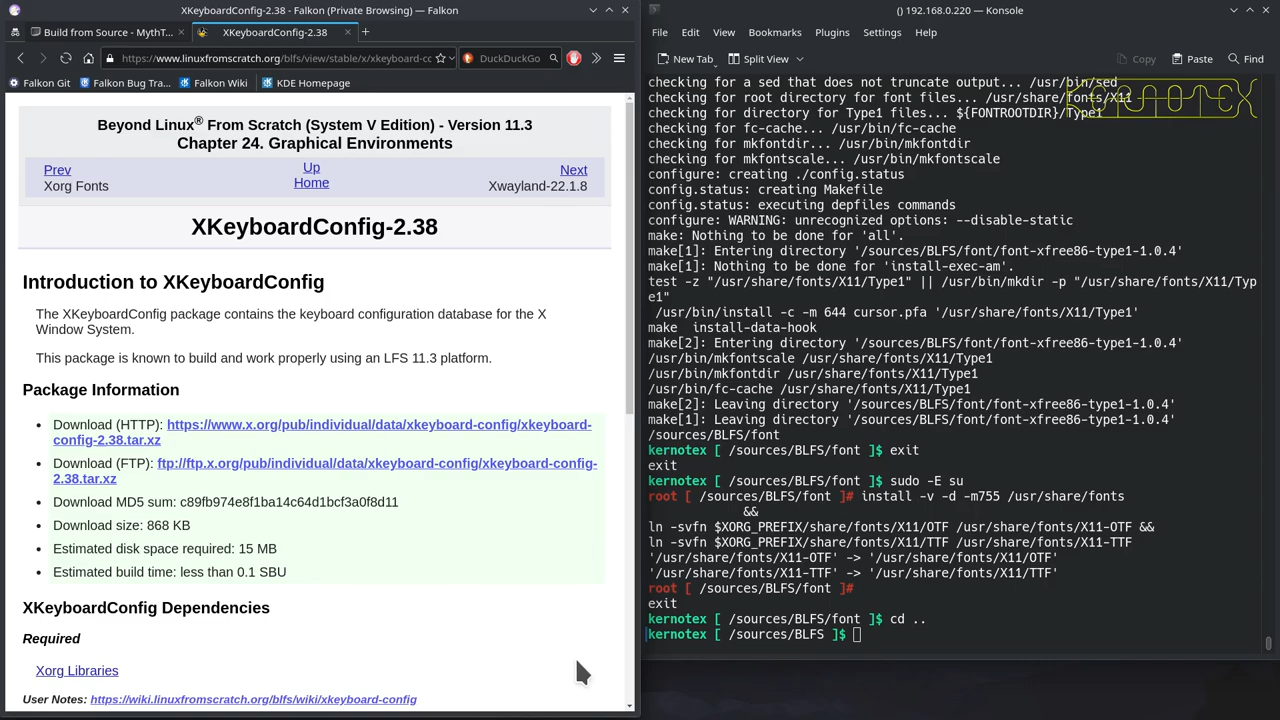 XKeyboardConfig-2.38 - Falkon (Private Browsing) — Falkon
Build from Source - MythT...
XKeyboardConfig-2.38
https://www.linuxfromscratch.org/blfs/view/stable/x/xkeyboard-cc
DuckDuckGo
Falkon Git
Falkon Bug Tra...
Falkon Wiki
KDE Homepage
Beyond Linux® From Scratch (System V Edition) - Version 11.3
Chapter 24. Graphical Environments
Prev
Up
Next
Xorg Fonts
Home
Xwayland-22.1.8
XKeyboardConfig-2.38
Introduction to XKeyboardConfig
The XKeyboardConfig package contains the keyboard configuration database for the X
Window System.
This package is known to build and work properly using an LFS 11.3 platform.
Package Information
Download (HTTP): https://www.x.org/pub/individual/data/xkeyboard-config/xkeyboard-
config-2.38.tar.xz
Download (FTP): ftp://ftp.x.org/pub/individual/data/xkeyboard-config/xkeyboard-config-
2.38.tar.xz
Download MD5 sum: c89fb974e8f1ba14c64d1bcf3a0f8d11
Download size: 868 KB
Estimated disk space required: 15 MB
Estimated build time: less than 0.1 SBU
XKeyboardConfig Dependencies
Required
Xorg Libraries
User Notes: https://wiki.linuxfromscratch.org/blfs/wiki/xkeyboard-config
() 192.168.0.220 — Konsole
File Edit View Bookmarks Plugins Settings Help
New Tab
Split View
Copy
Paste
Find
KERNOTEX
checking for a sed that does not truncate output... /usr/bin/sed
checking for root directory for font files... /usr/share/fonts/X11
checking for directory for Type1 files... ${FONTROOTDIR}/Type1
checking for fc-cache... /usr/bin/fc-cache
checking for mkfontdir... /usr/bin/mkfontdir
checking for mkfontscale... /usr/bin/mkfontscale
configure: creating ./config.status
config.status: creating Makefile
config.status: executing depfiles commands
configure: WARNING: unrecognized options: --disable-static
make: Nothing to be done for 'all'.
make[1]: Entering directory '/sources/BLFS/font/font-xfree86-type1-1.0.4'
make[1]: Nothing to be done for 'install-exec-am'.
test -z "/usr/share/fonts/X11/Type1" || /usr/bin/mkdir -p "/usr/share/fonts/X11/Typ
e1"
/usr/bin/install -c -m 644 cursor.pfa '/usr/share/fonts/X11/Type1'
make  install-data-hook
make[2]: Entering directory '/sources/BLFS/font/font-xfree86-type1-1.0.4'
/usr/bin/mkfontscale /usr/share/fonts/X11/Type1
/usr/bin/mkfontdir /usr/share/fonts/X11/Type1
/usr/bin/fc-cache /usr/share/fonts/X11/Type1
make[2]: Leaving directory '/sources/BLFS/font/font-xfree86-type1-1.0.4'
make[1]: Leaving directory '/sources/BLFS/font/font-xfree86-type1-1.0.4'
/sources/BLFS/font
kernotex [ /sources/BLFS/font ]$ exit
exit
kernotex [ /sources/BLFS/font ]$ sudo -E su
root [ /sources/BLFS/font ]# install -v -d -m755 /usr/share/fonts
&&
ln -svfn $XORG_PREFIX/share/fonts/X11/OTF /usr/share/fonts/X11-OTF &&
ln -svfn $XORG_PREFIX/share/fonts/X11/TTF /usr/share/fonts/X11-TTF
'/usr/share/fonts/X11-OTF' -> '/usr/share/fonts/X11/OTF'
'/usr/share/fonts/X11-TTF' -> '/usr/share/fonts/X11/TTF'
root [ /sources/BLFS/font ]#
exit
kernotex [ /sources/BLFS/font ]$ cd ..
kernotex [ /sources/BLFS ]$